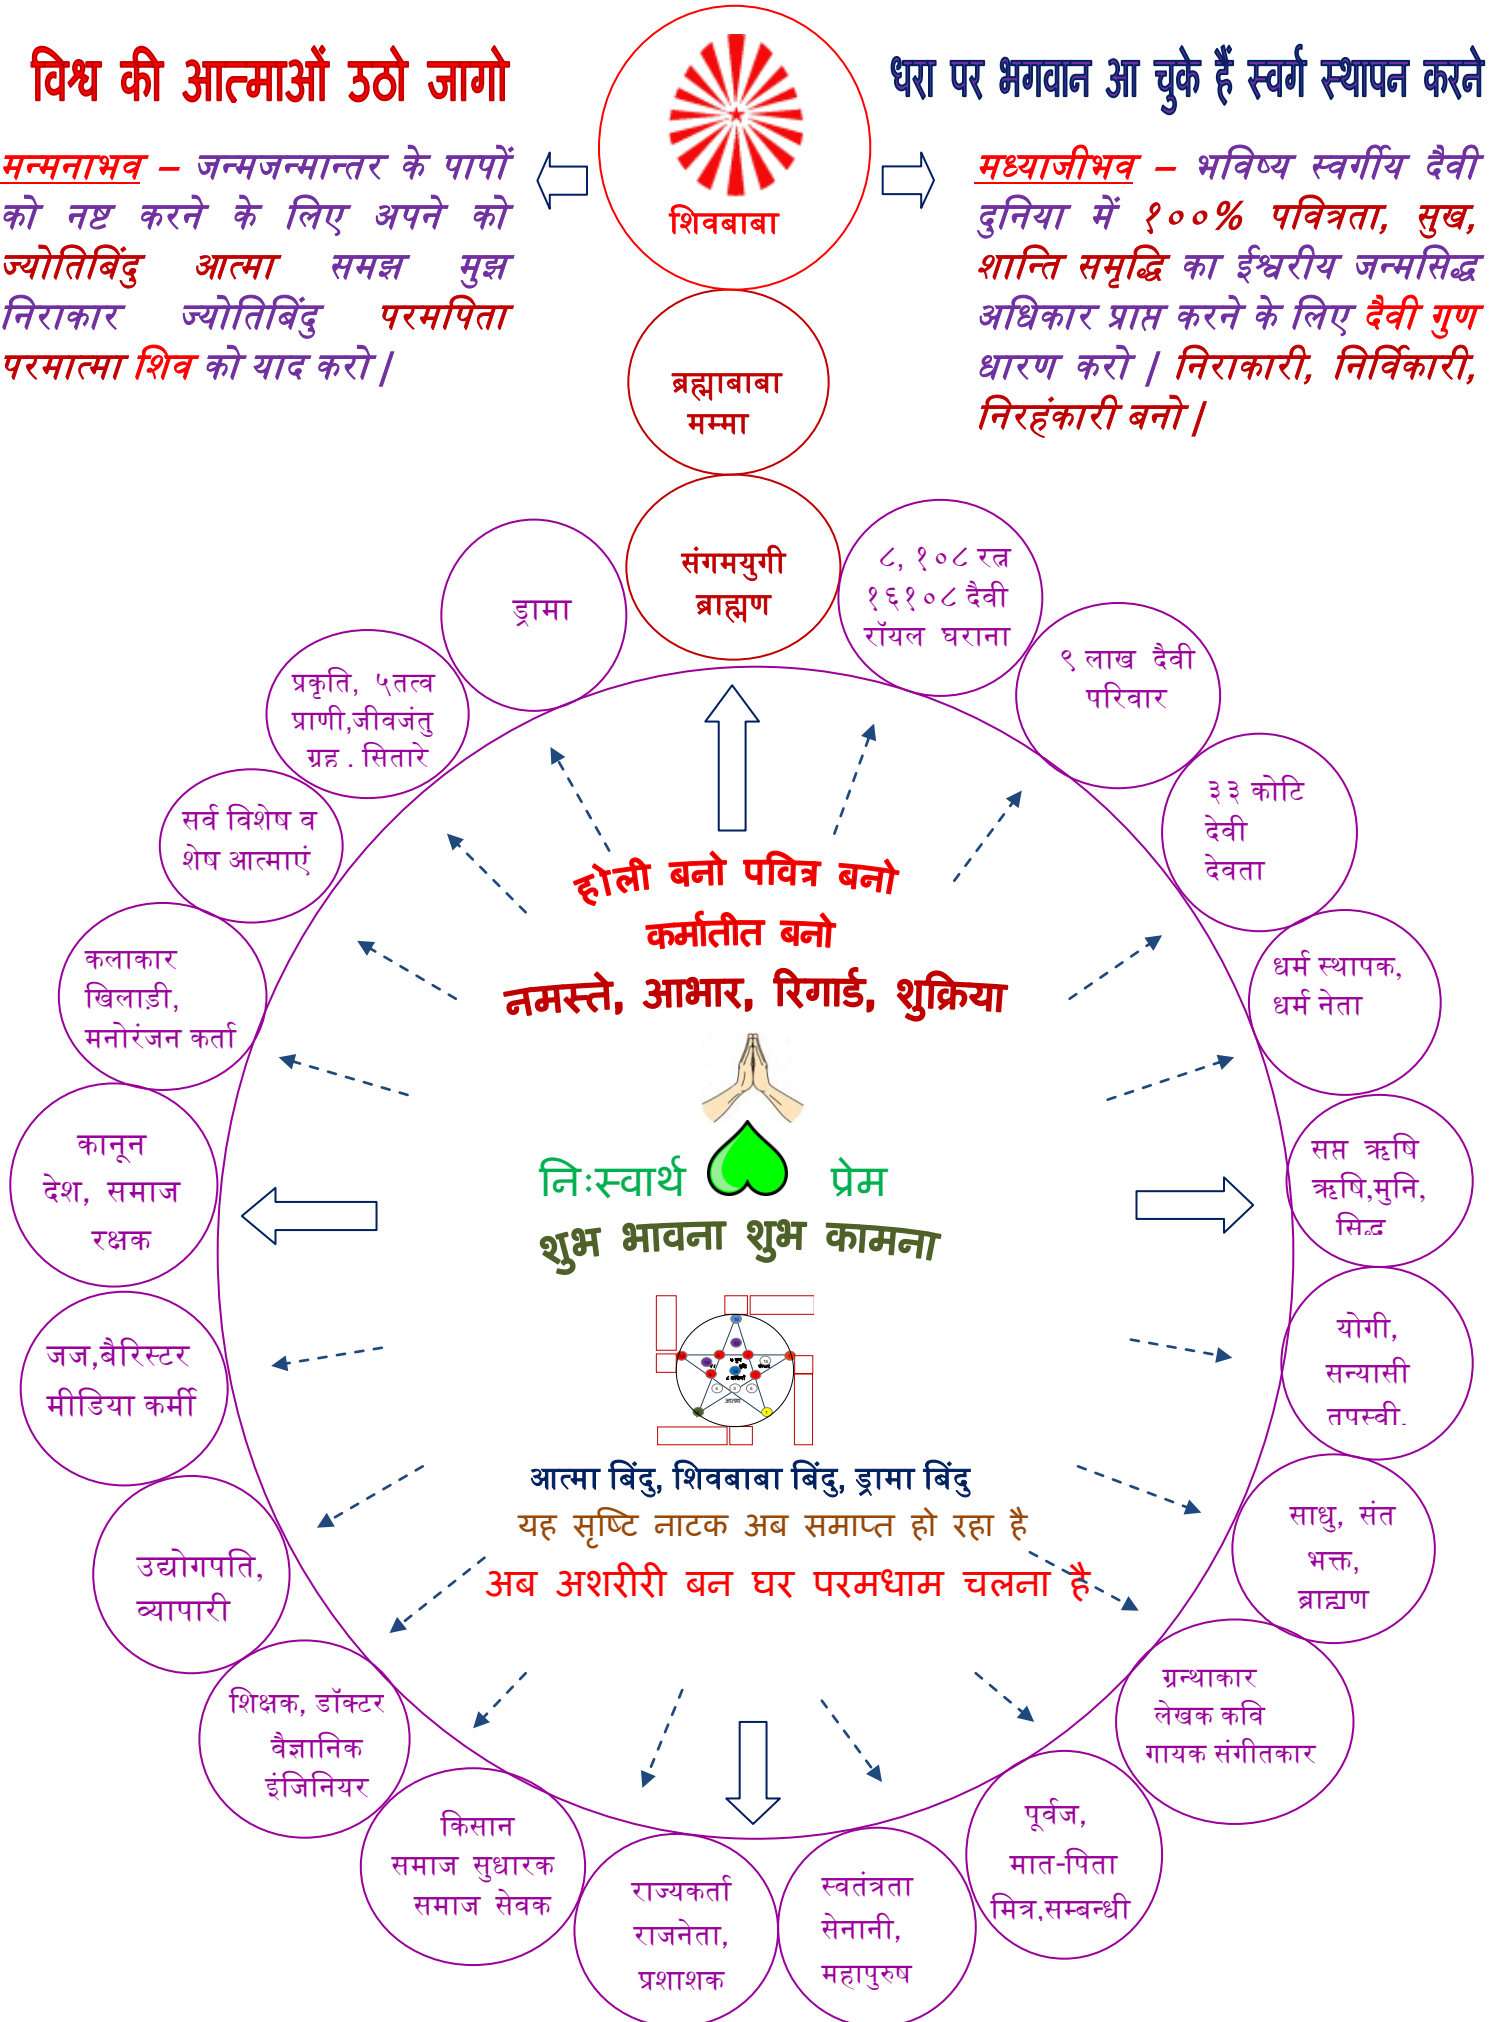 विश्व की आत्माओं उठो जागो
धरा पर भगवान आ चुके हैं स्वर्ग स्थापन करने
मन्मनाभव – जन्मजन्मान्तर के पापों
को नष्ट करने के लिए अपने को
ज्योतिबिंदु आत्मा समझ मुझ
निराकार ज्योतिबिंदु परमपिता
परमात्मा शिव को याद करो|
शिवबाबा
मध्याजीभव – भविष्य स्वर्गीय दैवी
दुनिया में १००% पवित्रता, सुख,
शान्ति समृद्धि का ईश्वरीय जन्मसिद्ध
अधिकार प्राप्त करने के लिए दैवी गुण
धारण करो | निराकारी, निर्विकारी,
निरहंकारी बनो|
ब्रह्माबाबा
मम्मा
संगमयुगी
ब्राह्मण
८, १०८ रत्न
१६१०८ दैवी
रॉयल घराना
९ लाख दैवी
परिवार
३३ कोटि
देवी
देवता
धर्म स्थापक,
धर्म नेता
सप्त ऋषि
ऋषि,मुनि,
सिद्ध
योगी,
सन्यासी
तपस्वी.
साधु, संत
भक्त,
ब्राह्मण
ग्रन्थाकार
लेखक कवि
गायक संगीतकार
पूर्वज,
मात-पिता
मित्र,सम्बन्धी
स्वतंत्रता
सेनानी,
महापुरुष
राज्यकर्ता
राजनेता,
प्रशाशक
किसान
समाज सुधारक
समाज सेवक
शिक्षक, डॉक्टर
वैज्ञानिक
इंजिनियर
उद्योगपति,
व्यापारी
जज,बैरिस्टर
मीडिया कर्मी
कानून
देश, समाज
रक्षक
कलाकार
खिलाड़ी,
मनोरंजन कर्ता
सर्व विशेष व
शेष आत्माएं
प्रकृति, ५तत्व
प्राणी,जीवजंतु
ग्रह . सितारे
ड्रामा
होली बनो पवित्र बनो
कर्मातीत बनो
नमस्ते, आभार, रिगार्ड, शुक्रिया
निःस्वार्थ प्रेम
शुभ भावना शुभ कामना
आत्मा बिंदु, शिवबाबा बिंदु, ड्रामा बिंदु
यह सृष्टि नाटक अब समाप्त हो रहा है
अब अशरीरी बन घर परमधाम चलना है